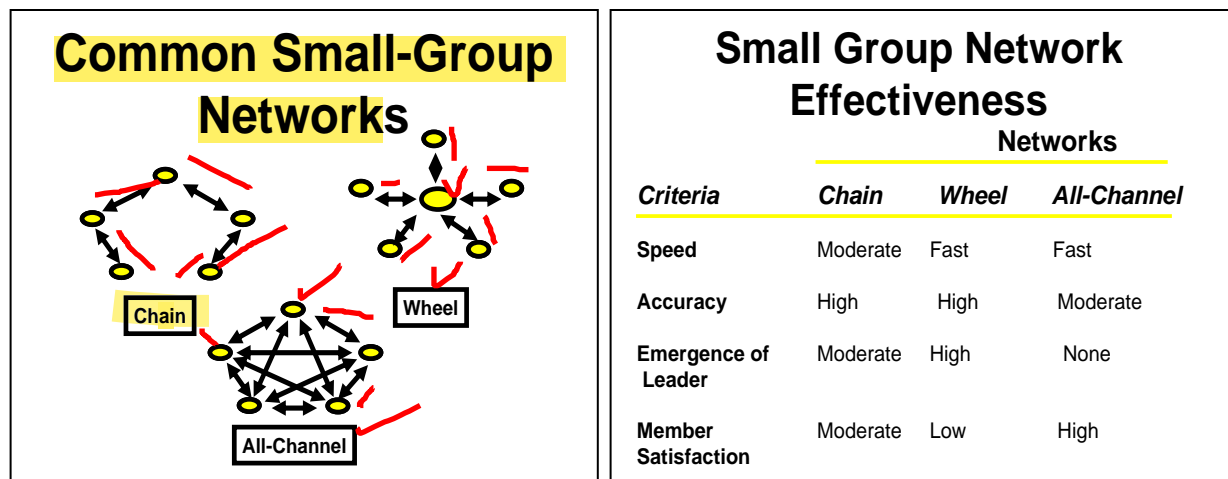 Common Small-Group
Networks
Chain
Wheel
All-Channel
Small Group Network
Effectiveness
Networks
Criteria Chain Wheel All-Channel
Speed Moderate Fast Fast
Accuracy High High Moderate
Emergence of Moderate High None
Leader
Member Moderate Low High
Satisfaction